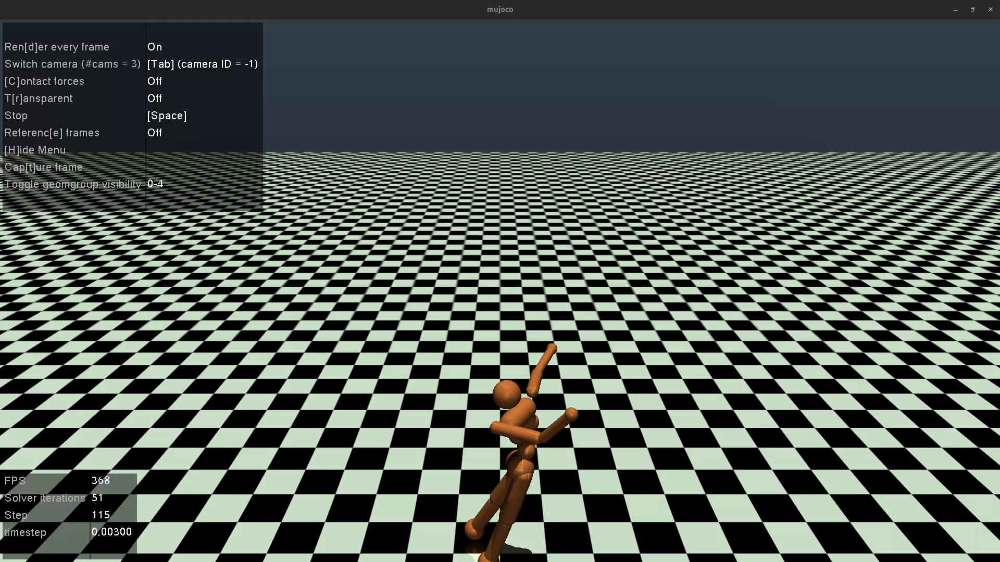 mujoco
Ren[d]er every frame On
Switch camera (#cams = 3) [Tab] (camera ID = -1)
[C]ontact forces Off
T[r]ansparent Off
Stop [Space]
Referenc[e] frames Off
[H]ide Menu
Cap[t]ure frame
Toggle geomgroup visibility 0-4
FPS 368
Solver iterations 51
Step 115
timestep 0.00300